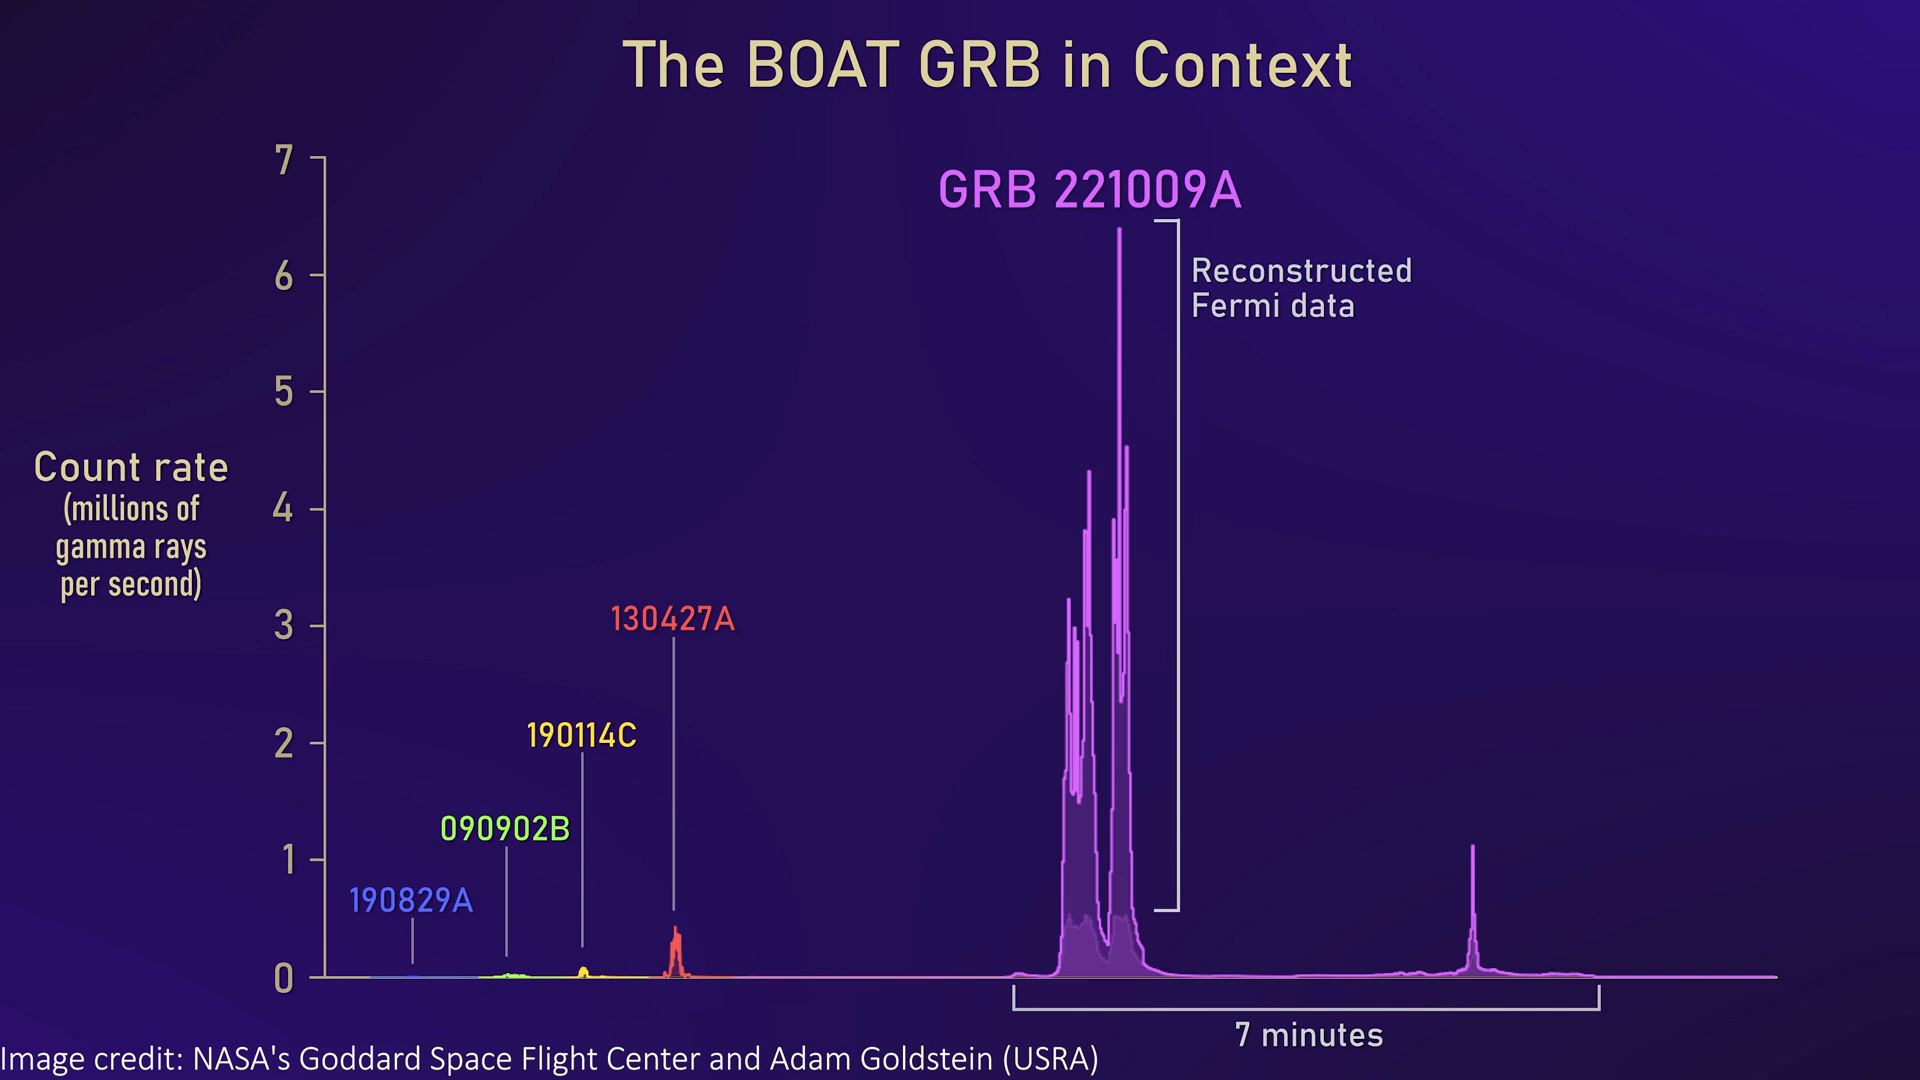 The BOAT GRB in Context
7
6
5
4
3
2
1
0
Count rate
(millions of
gamma rays
per second)
190829A
090902B
190114C
130427A
GRB 221009A
Reconstructed
Fermi data
7 minutes
Image credit: NASA's Goddard Space Flight Center and Adam Goldstein (USRA)